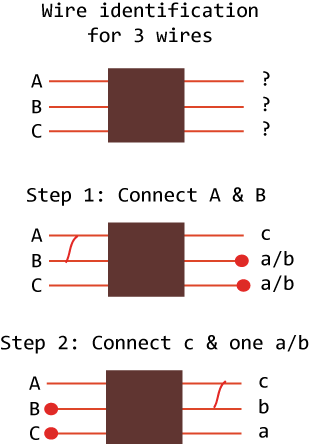 Wire identification
for 3 wires
A ?
B ?
C ?
Step 1: Connect A & B
A c
B a/b
C a/b
Step 2: Connect c & one a/b
A c
B b
C a